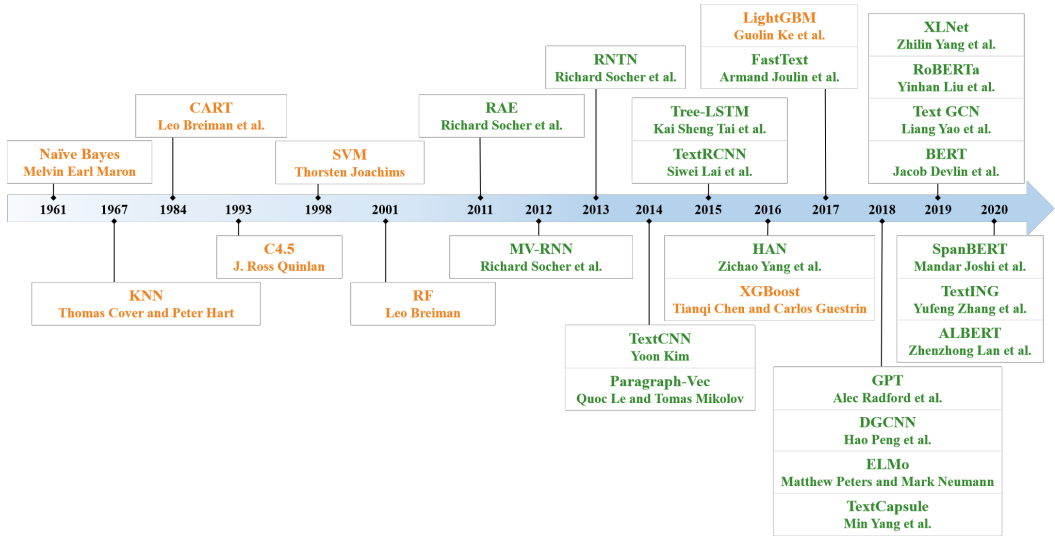 LightGBM
Guolin Ke et al.
FastText
Armand Joulin et al.
XLNet
Zhilin Yang et al.
RoBERTa
Yinhan Liu et al.
Text GCN
Liang Yao et al.
BERT
Jacob Devlin et al.
RNTN
Richard Socher et al.
CART
Leo Breiman et al.
RAE
Richard Socher et al.
Tree-LSTM
Kai Sheng Tai et al.
TextRCNN
Siwei Lai et al.
Naïve Bayes
Melvin Earl Maron
SVM
Thorsten Joachims
1961 1967 1984 1993 1998 2001 2011 2012 2013 2014 2015 2016 2017 2018 2019 2020
C4.5
J. Ross Quinlan
KNN
Thomas Cover and Peter Hart
RF
Leo Breiman
MV-RNN
Richard Socher et al.
HAN
Zichao Yang et al.
XGBoost
Tianqi Chen and Carlos Guestrin
SpanBERT
Mandar Joshi et al.
TextING
Yufeng Zhang et al.
ALBERT
Zhenzhong Lan et al.
TextCNN
Yoon Kim
Paragraph-Vec
Quoc Le and Tomas Mikolov
GPT
Alec Radford et al.
DGCNN
Hao Peng et al.
ELMo
Matthew Peters and Mark Neumann
TextCapsule
Min Yang et al.